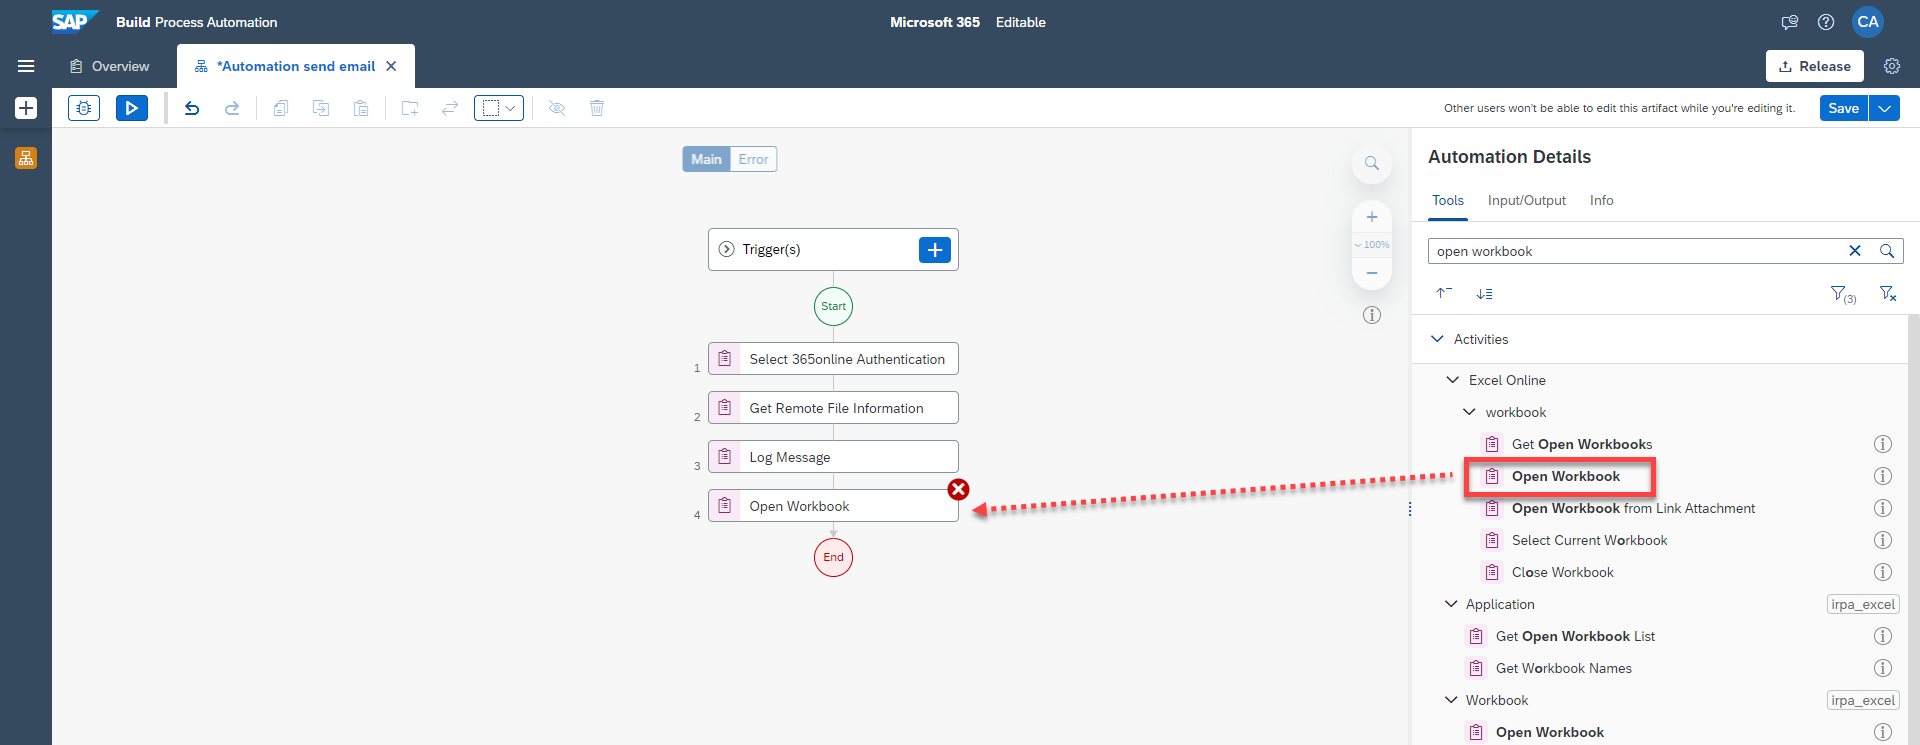 SAP Build Process Automation
Microsoft 365 Editable
CA
Overview
*Automation send email
Release
Other users won't be able to edit this artifact while you're editing it.
Save
Main Error
Trigger(s)
Start
1 Select 365online Authentication
2 Get Remote File Information
3 Log Message
4 Open Workbook
End
100%
Automation Details
Tools Input/Output Info
open workbook
(3)
Activities
Excel Online
workbook
Get Open Workbooks
Open Workbook
Open Workbook from Link Attachment
Select Current Workbook
Close Workbook
Application irpa_excel
Get Open Workbook List
Get Workbook Names
Workbook irpa_excel
Open Workbook